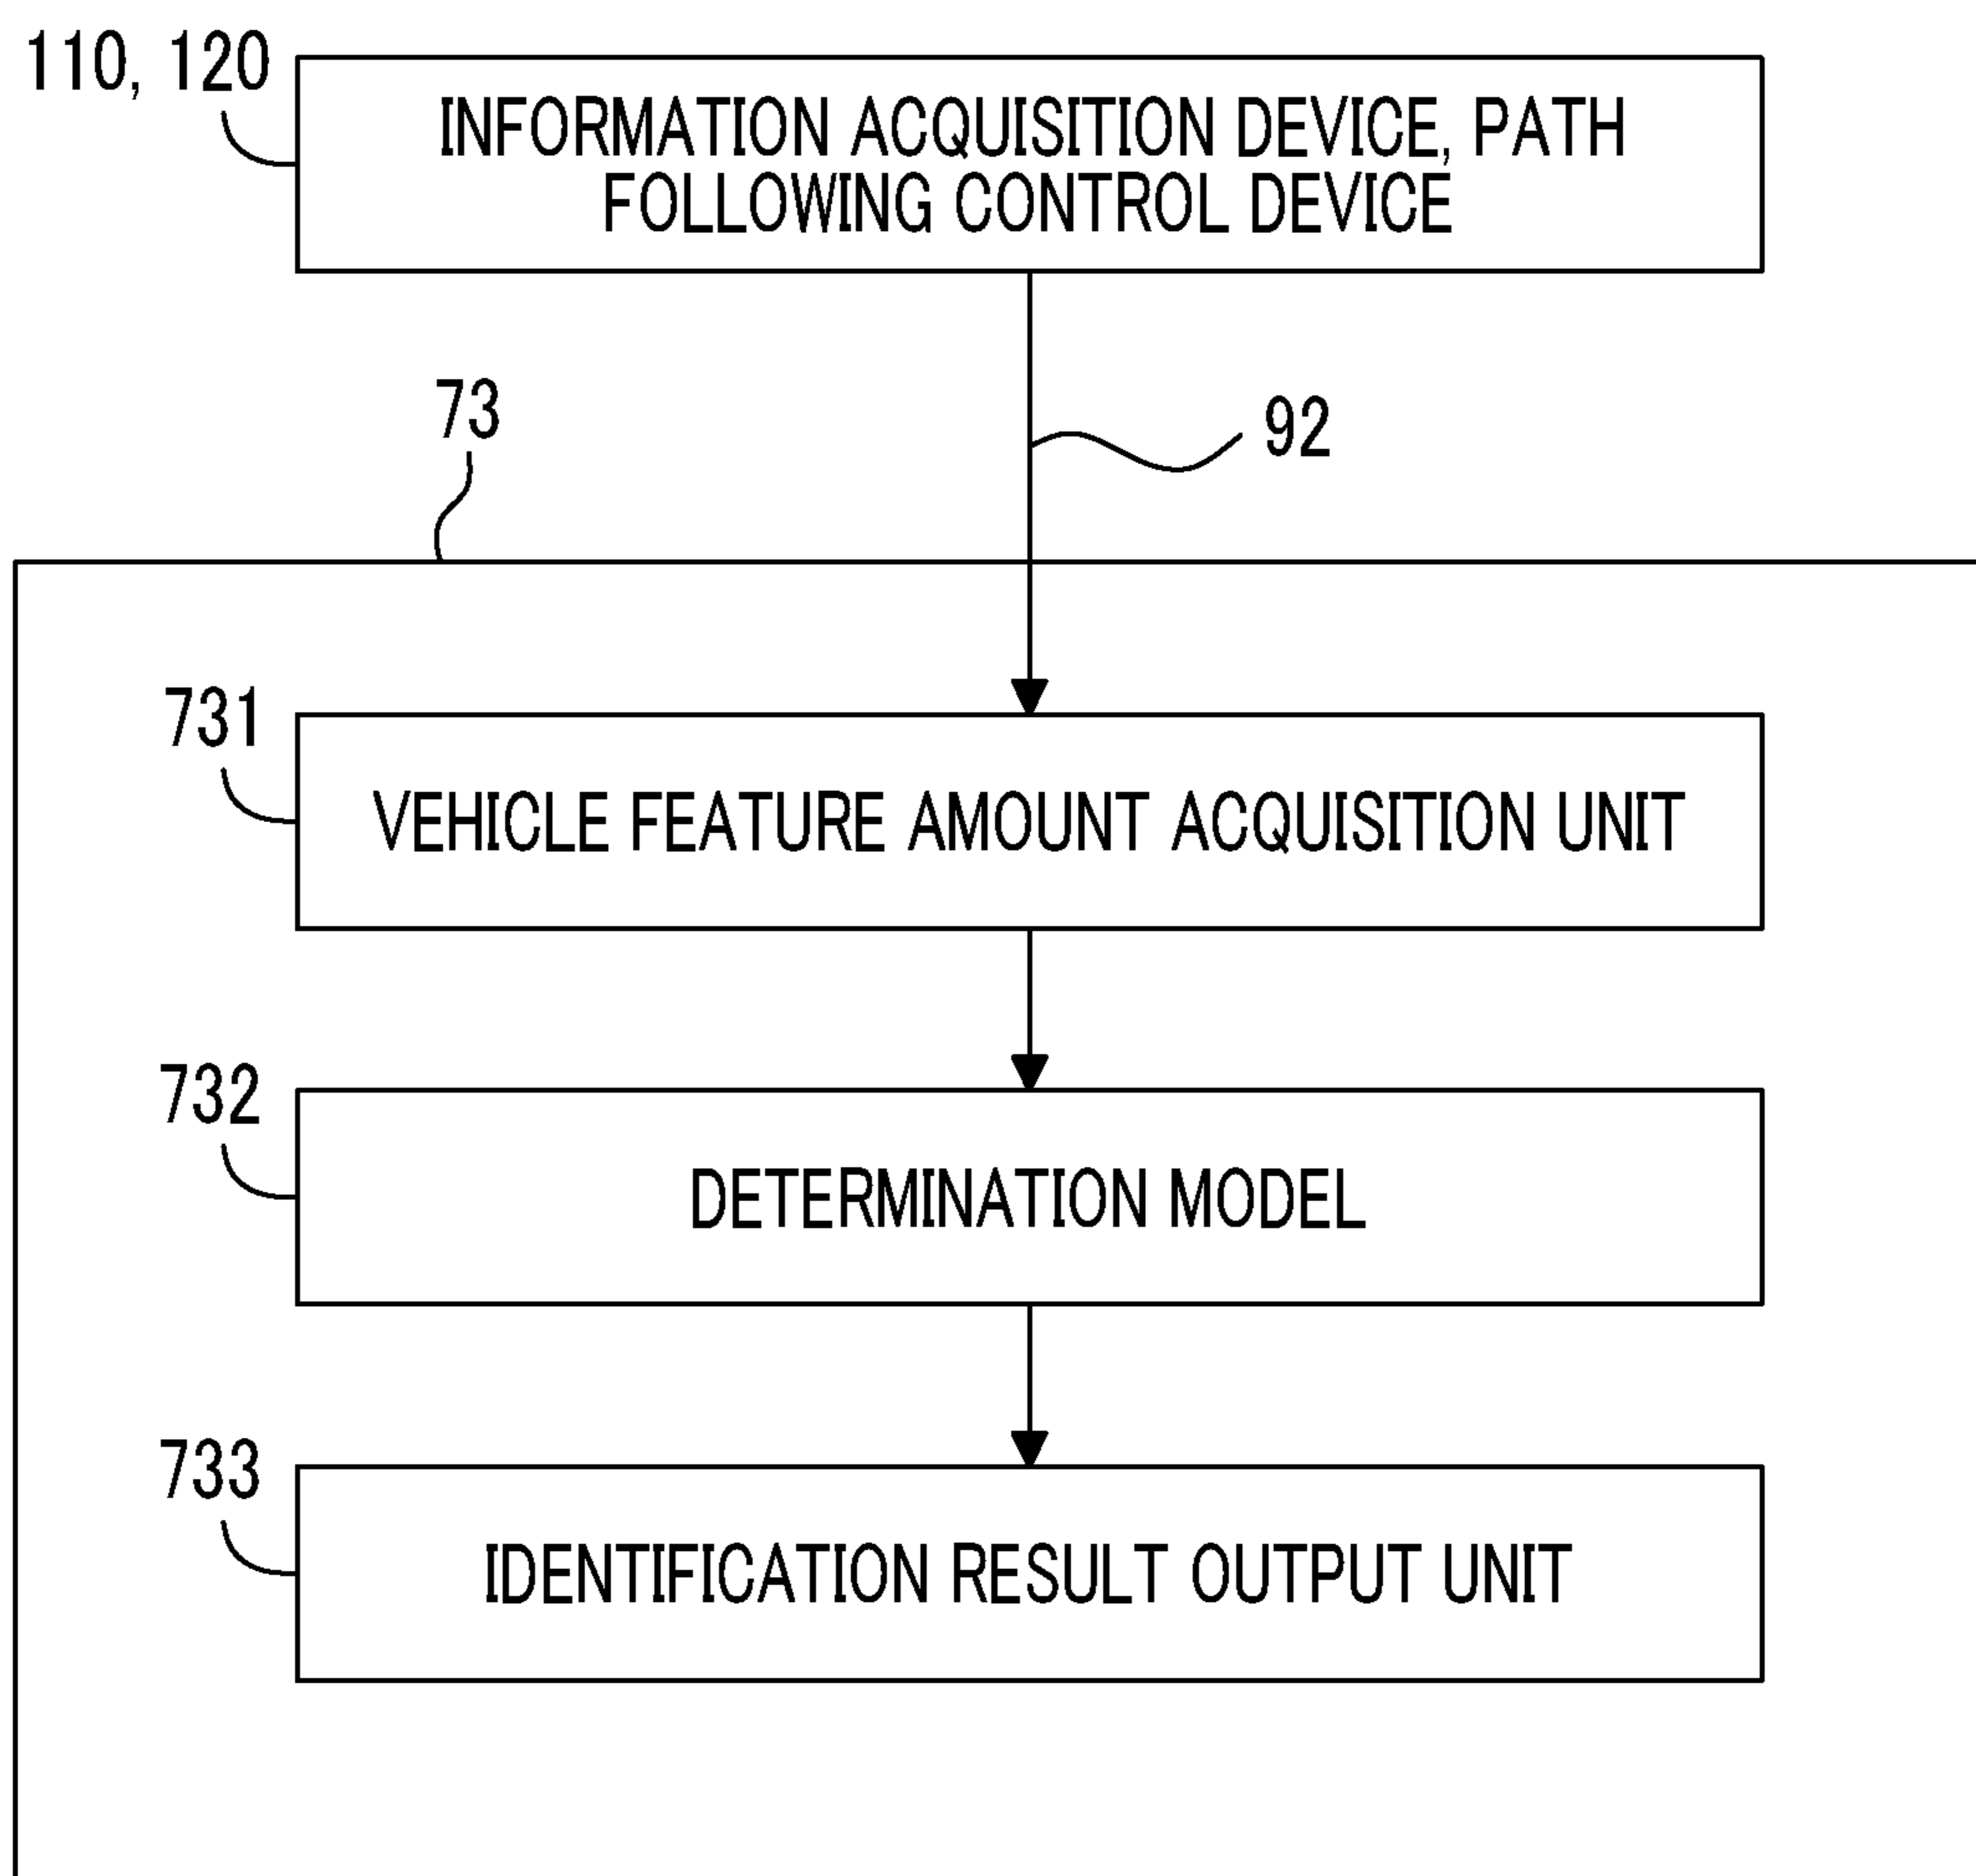 110, 120
INFORMATION ACQUISITION DEVICE, PATH
FOLLOWING CONTROL DEVICE
73
92
731
VEHICLE FEATURE AMOUNT ACQUISITION UNIT
732
DETERMINATION MODEL
733
IDENTIFICATION RESULT OUTPUT UNIT